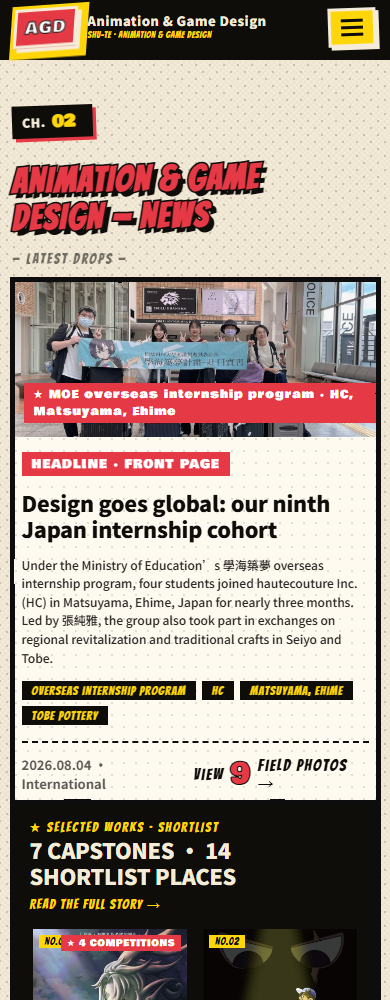 AGD
Animation & Game Design
SHU-TE · ANIMATION & GAME DESIGN
CH. 02
ANIMATION & GAME
DESIGN – NEWS
– LATEST DROPS –
POLICE
★ MOE overseas internship program · HC,
Matsuyama, Ehime
HEADLINE · FRONT PAGE
Design goes global: our ninth
Japan internship cohort
Under the Ministry of Education’s 學海築夢 overseas
internship program, four students joined hautecouture Inc.
(HC) in Matsuyama, Ehime, Japan for nearly three months.
Led by 張純雅, the group also took part in exchanges on
regional revitalization and traditional crafts in Seiyo and
Tobe.
OVERSEAS INTERNSHIP PROGRAM
HC
MATSUYAMA, EHIME
TOBE POTTERY
2026.08.04 •
International
VIEW 9 FIELD PHOTOS
→
★ SELECTED WORKS · SHORTLIST
7 CAPSTONES • 14
SHORTLIST PLACES
READ THE FULL STORY →
★ 4 COMPETITIONS
NO.02